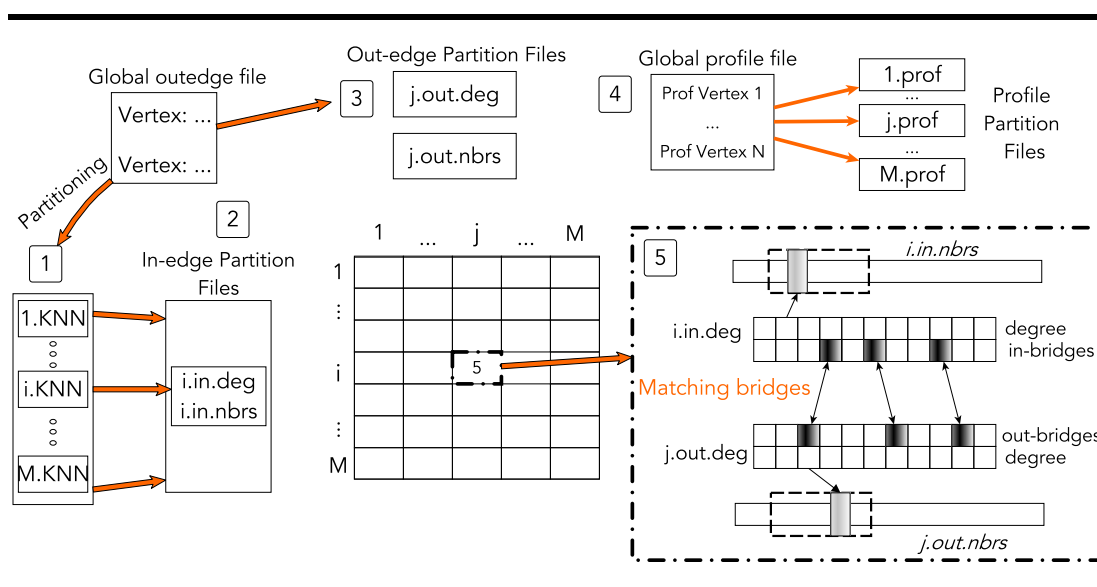 Global outedge file
Vertex: ...
Vertex: ...
Partitioning
Out-edge Partition Files
3
j.out.deg
j.out.nbrs
4
Global profile file
Prof Vertex 1
...
Prof Vertex N
1.prof
...
j.prof
...
M.prof
Profile
Partition
Files
1
1.KNN
i.KNN
M.KNN
2
In-edge Partition
Files
i.in.deg
i.in.nbrs
1 ... j ... M
1
...
i
...
M
5
5
i.in.nbrs
i.in.deg
degree
in-bridges
Matching bridges
out-bridges
j.out.deg
degree
j.out.nbrs